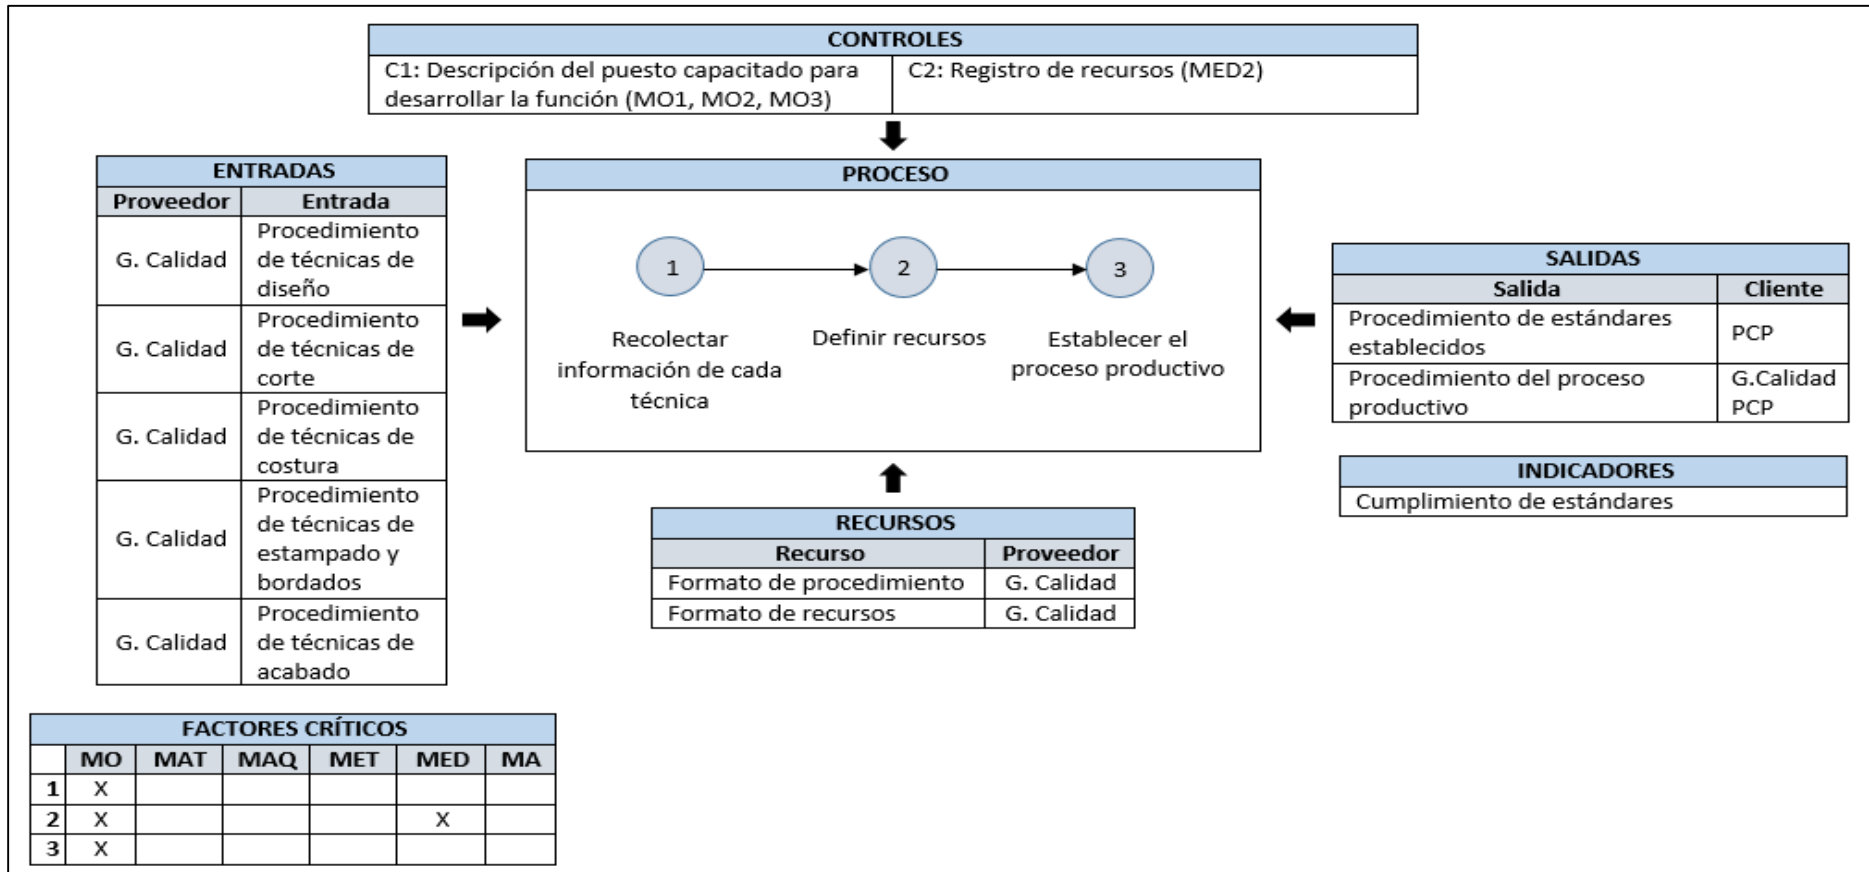 CONTROLES
C1: Descripción del puesto capacitado para
desarrollar la función (MO1, MO2, MO3)
C2: Registro de recursos (MED2)
ENTRADAS
Proveedor Entrada
G. Calidad
Procedimiento
de técnicas de
diseño
G. Calidad
Procedimiento
de técnicas de
corte
G. Calidad
Procedimiento
de técnicas de
costura
G. Calidad
Procedimiento
de técnicas de
estampado y
bordados
G. Calidad
Procedimiento
de técnicas de
acabado
PROCESO
1
2
3
Recolectar
información de cada
técnica
Definir recursos
Establecer el
proceso productivo
SALIDAS
Salida Cliente
Procedimiento de estándares
establecidos
PCP
Procedimiento del proceso
productivo
G.Calidad
PCP
INDICADORES
Cumplimiento de estándares
RECURSOS
Recurso Proveedor
Formato de procedimiento G. Calidad
Formato de recursos G. Calidad
FACTORES CRÍTICOS
MO MAT MAQ MET MED MA
1 X
2 X X
3 X